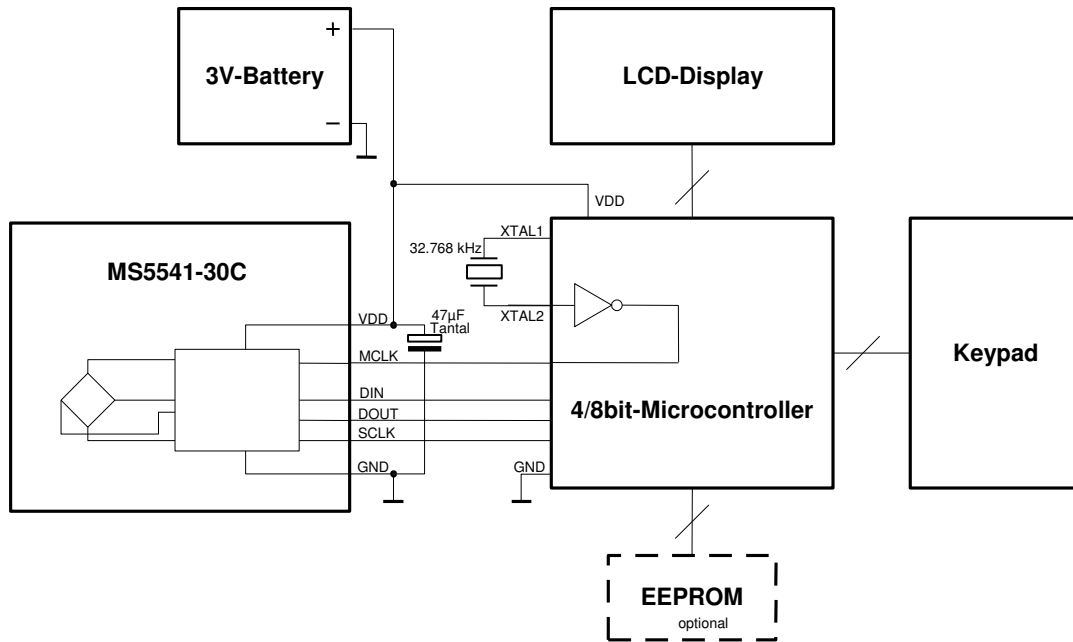 +
3V-Battery
−
LCD-Display
VDD
MS5541-30C
XTAL1
32.768 kHz
XTAL2
47µF
Tantal
VDD
MCLK
DIN
DOUT
SCLK
GND
4/8bit-Microcontroller
GND
Keypad
EEPROM
optional